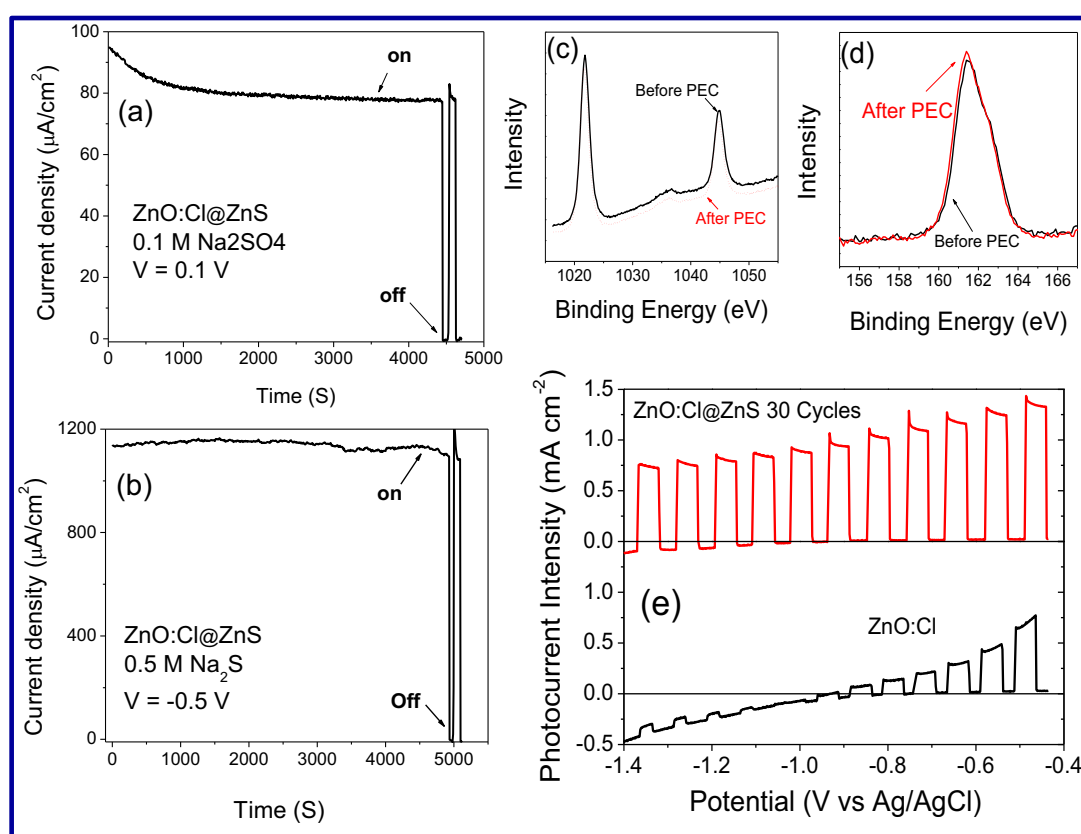 100
80
60
40
20
0
Current density (µA/cm²)
(a)
on
ZnO:Cl@ZnS
0.1 M Na2SO4
V = 0.1 V
off
0 1000 2000 3000 4000 5000
Time (S)
(c)
Intensity
Before PEC
After PEC
1020 1030 1040 1050
Binding Energy (eV)
(d)
Intensity
After PEC
Before PEC
156 158 160 162 164 166
Binding Energy (eV)
1200
900
600
300
0
Current density (µA/cm²)
(b)
on
ZnO:Cl@ZnS
0.5 M Na₂S
V = -0.5 V
Off
0 1000 2000 3000 4000 5000
Time (S)
1.5
1.0
0.5
0.0
0.5
0.0
-0.5
Photocurrent Intensity (mA cm⁻²)
ZnO:Cl@ZnS 30 Cycles
(e)
ZnO:Cl
-1.4 -1.2 -1.0 -0.8 -0.6 -0.4
Potential (V vs Ag/AgCl)